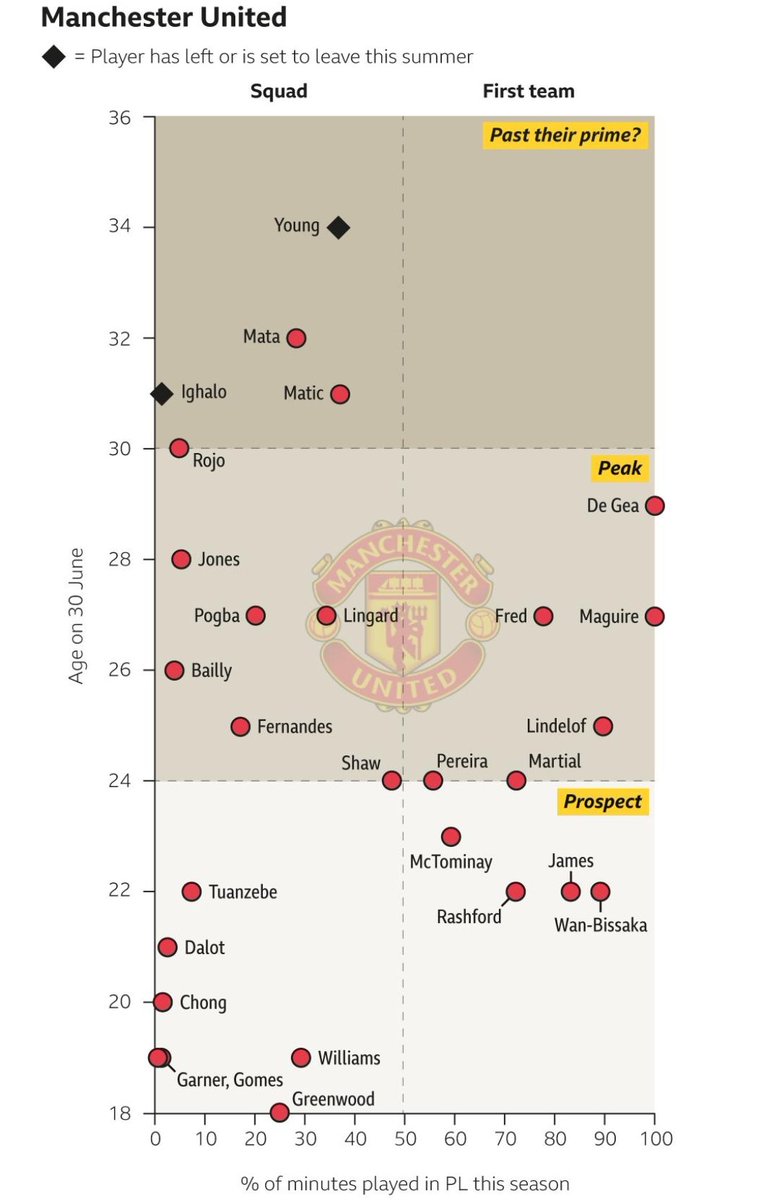 Manchester United
◆ = Player has left or is set to leave this summer
Squad First team
36
Past their prime?
34
Young
32
Mata
Ighalo
Matic
30
Rojo
Peak
De Gea
28
Jones
Pogba
Lingard
Fred
Maguire
MANCHESTER
UNITED
26
Bailly
Fernandes
Lindelof
Shaw
Pereira
Martial
24
Prospect
McTominay
James
22
Tuanzebe
Rashford
Wan-Bissaka
Dalot
20
Chong
Williams
Garner, Gomes
Greenwood
18
Age on 30 June
0 10 20 30 40 50 60 70 80 90 100
% of minutes played in PL this season